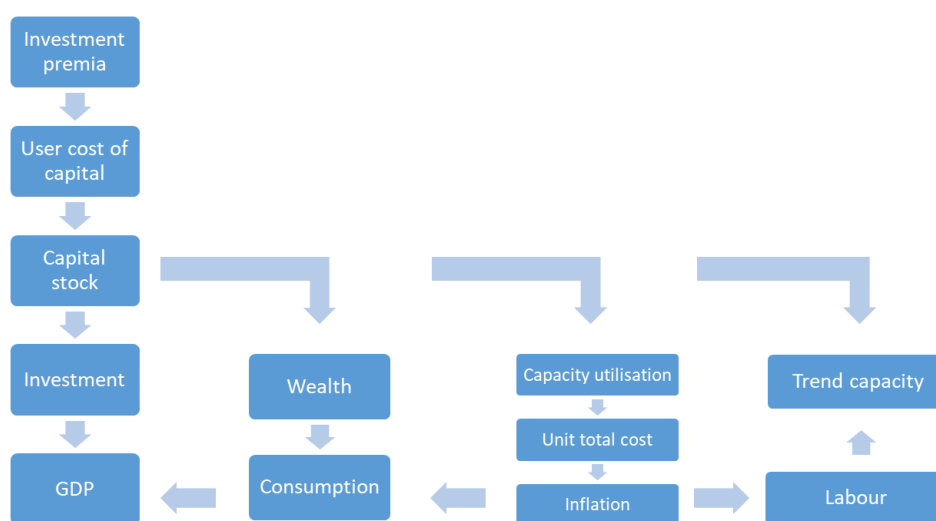 Investment
premia
User cost of
capital
Capital
stock
Investment
GDP
Wealth
Consumption
Capacity utilisation
Unit total cost
Inflation
Trend capacity
Labour